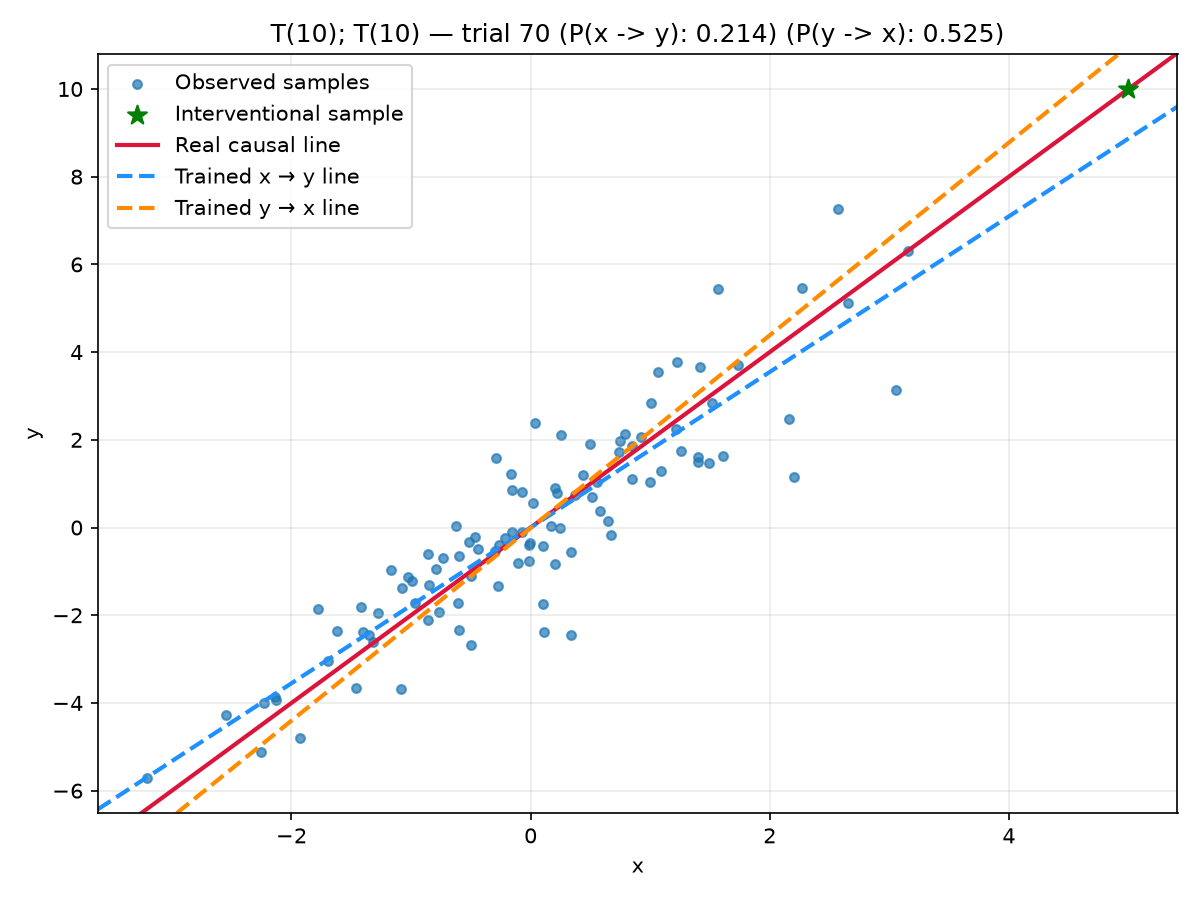 T(10); T(10) — trial 70 (P(x -> y): 0.214) (P(y -> x): 0.525)
Observed samples
Interventional sample
Real causal line
Trained x → y line
Trained y → x line
10
8
6
4
2
0
−2
−4
−6
y
−2
0
2
4
x